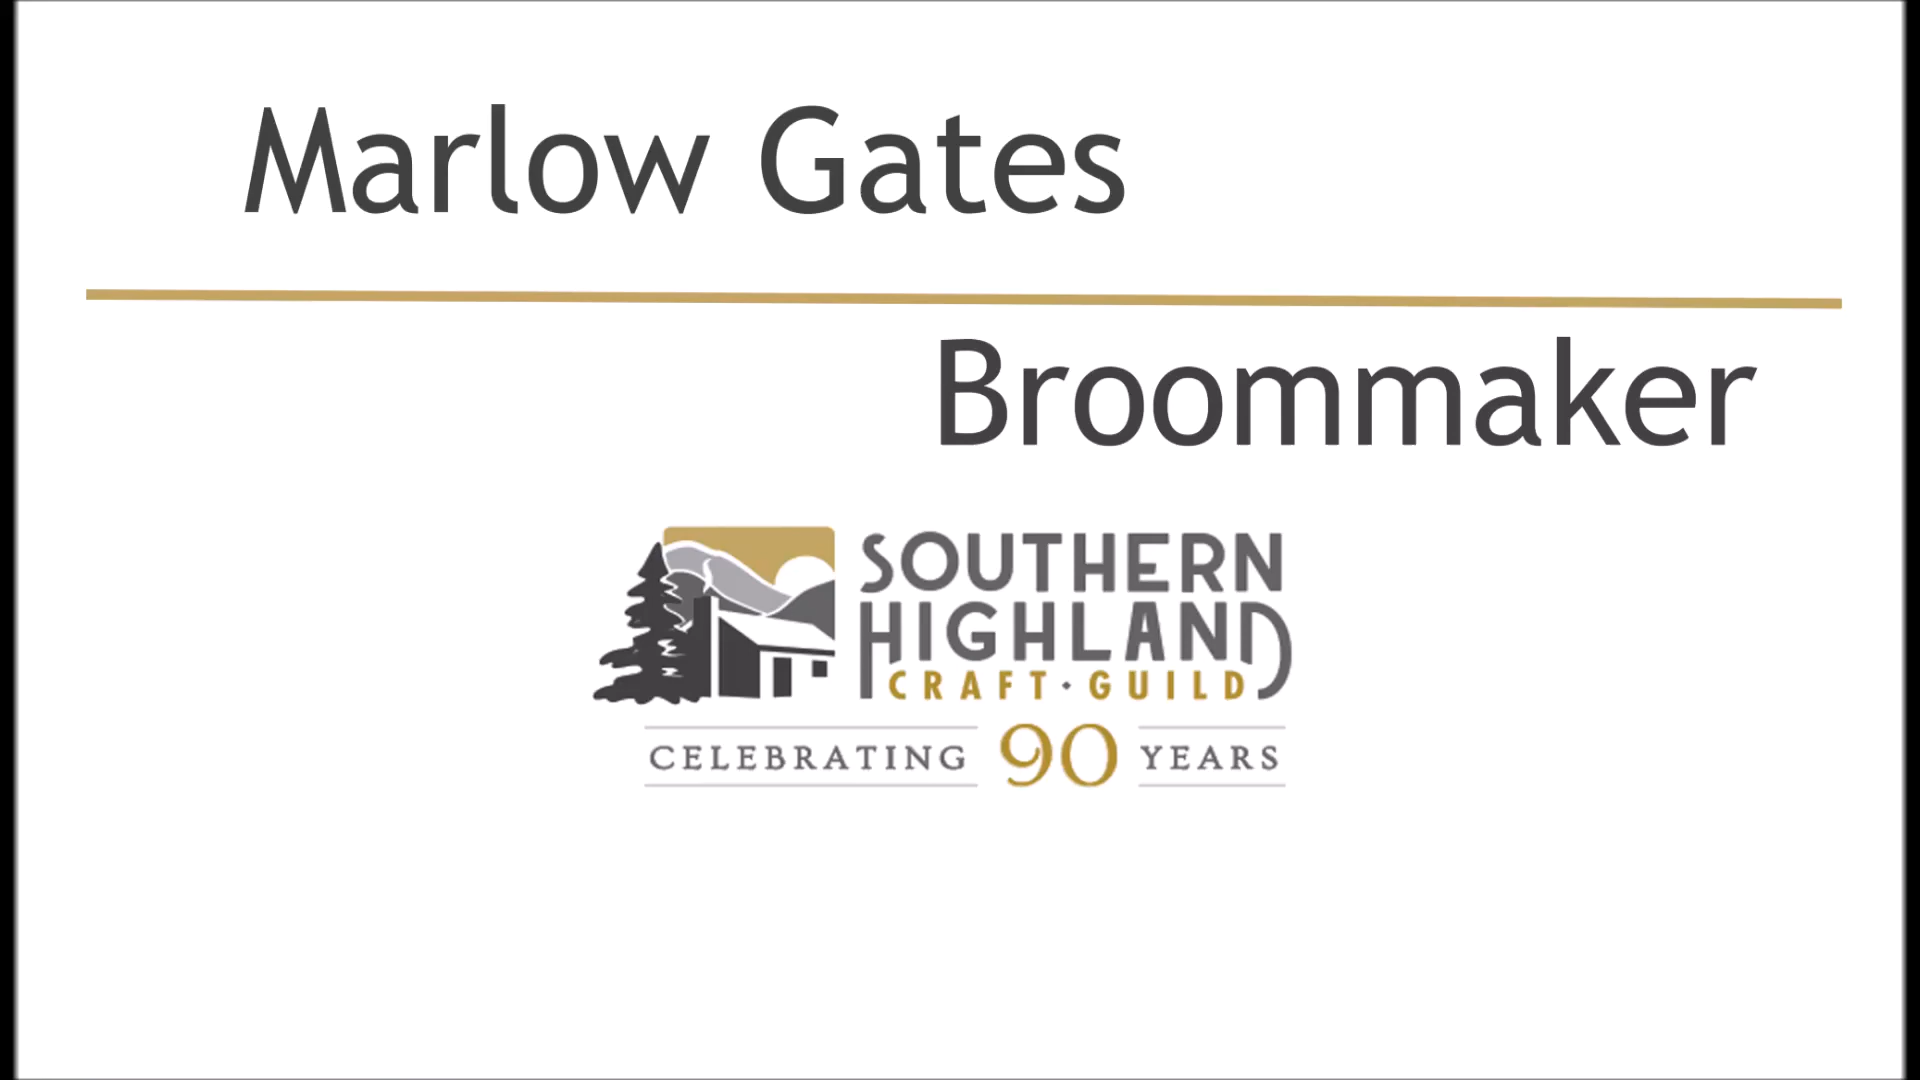 Marlow Gates
Broommaker
SOUTHERN
HIGHLAND
CRAFT·GUILD
CELEBRATING 90 YEARS